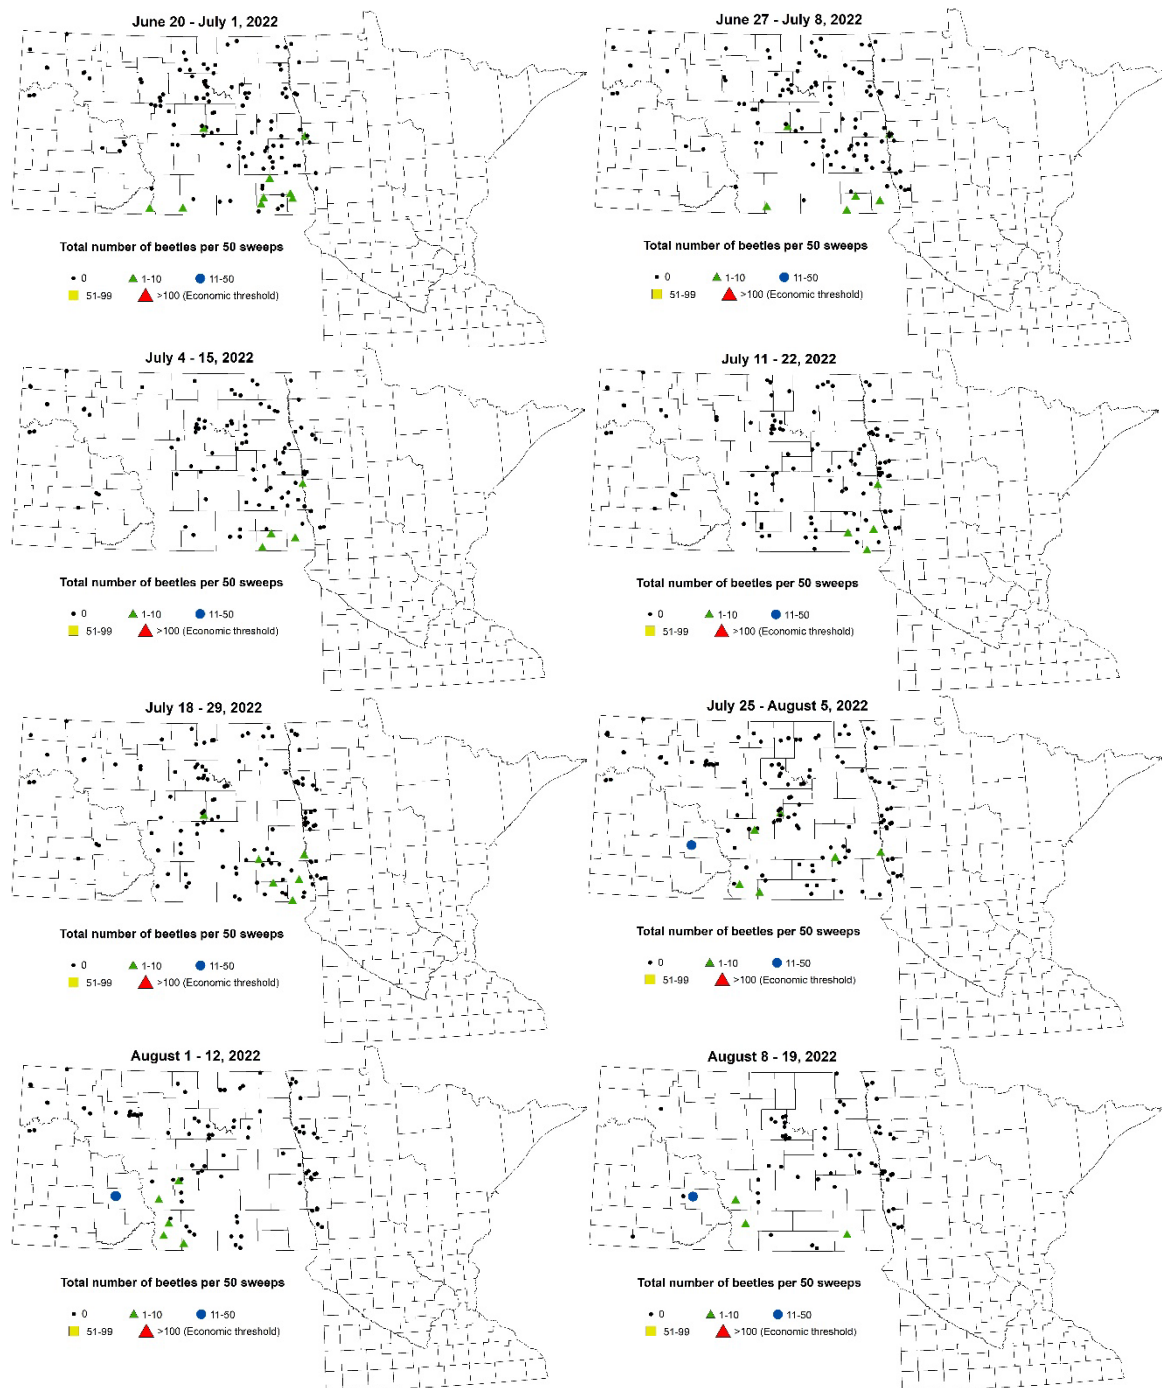 June 20 - July 1, 2022
Total number of beetles per 50 sweeps
0 1-10 11-50
51-99 >100 (Economic threshold)
June 27 - July 8, 2022
Total number of beetles per 50 sweeps
0 1-10 11-50
51-99 >100 (Economic threshold)
July 4 - 15, 2022
Total number of beetles per 50 sweeps
0 1-10 11-50
51-99 >100 (Economic threshold)
July 11 - 22, 2022
Total number of beetles per 50 sweeps
0 1-10 11-50
51-99 >100 (Economic threshold)
July 18 - 29, 2022
Total number of beetles per 50 sweeps
0 1-10 11-50
51-99 >100 (Economic threshold)
July 25 - August 5, 2022
Total number of beetles per 50 sweeps
0 1-10 11-50
51-99 >100 (Economic threshold)
August 1 - 12, 2022
Total number of beetles per 50 sweeps
0 1-10 11-50
51-99 >100 (Economic threshold)
August 8 - 19, 2022
Total number of beetles per 50 sweeps
0 1-10 11-50
51-99 >100 (Economic threshold)